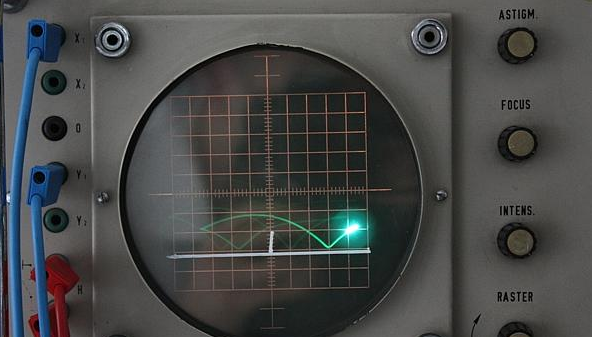 X₁
X₂
0
Y₁
Y₂
H
ASTIGM.
FOCUS
INTENS.
RASTER